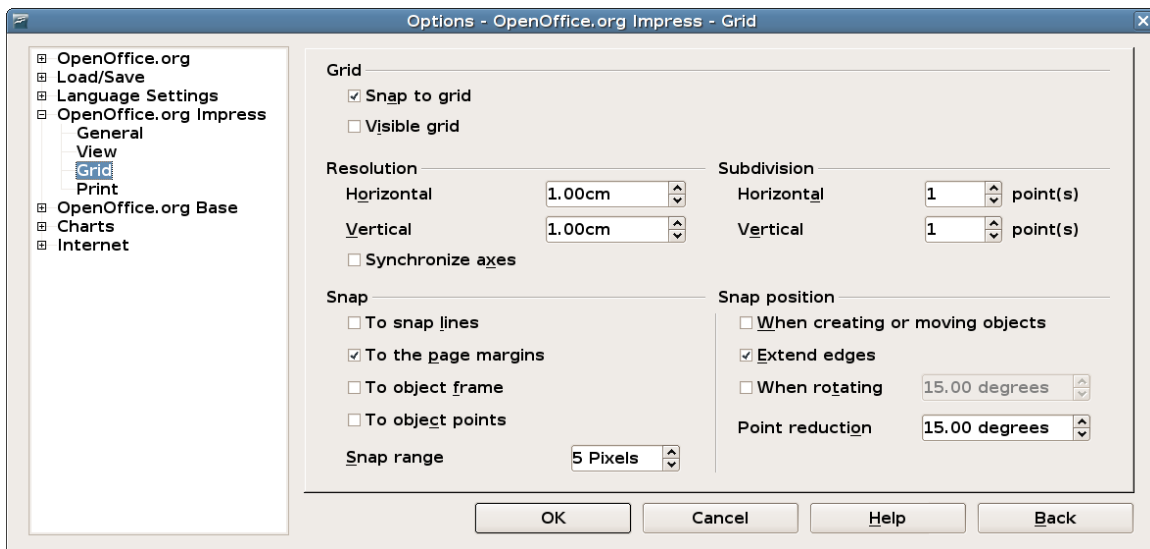 Options - OpenOffice.org Impress - Grid
OpenOffice.org
Load/Save
Language Settings
OpenOffice.org Impress
General
View
Grid
Print
OpenOffice.org Base
Charts
Internet
Grid
Snap to grid
Visible grid
Resolution
Horizontal 1.00cm
Vertical 1.00cm
Synchronize axes
Subdivision
Horizontal 1 point(s)
Vertical 1 point(s)
Snap
To snap lines
To the page margins
To object frame
To object points
Snap range 5 Pixels
Snap position
When creating or moving objects
Extend edges
When rotating 15.00 degrees
Point reduction 15.00 degrees
OK Cancel Help Back